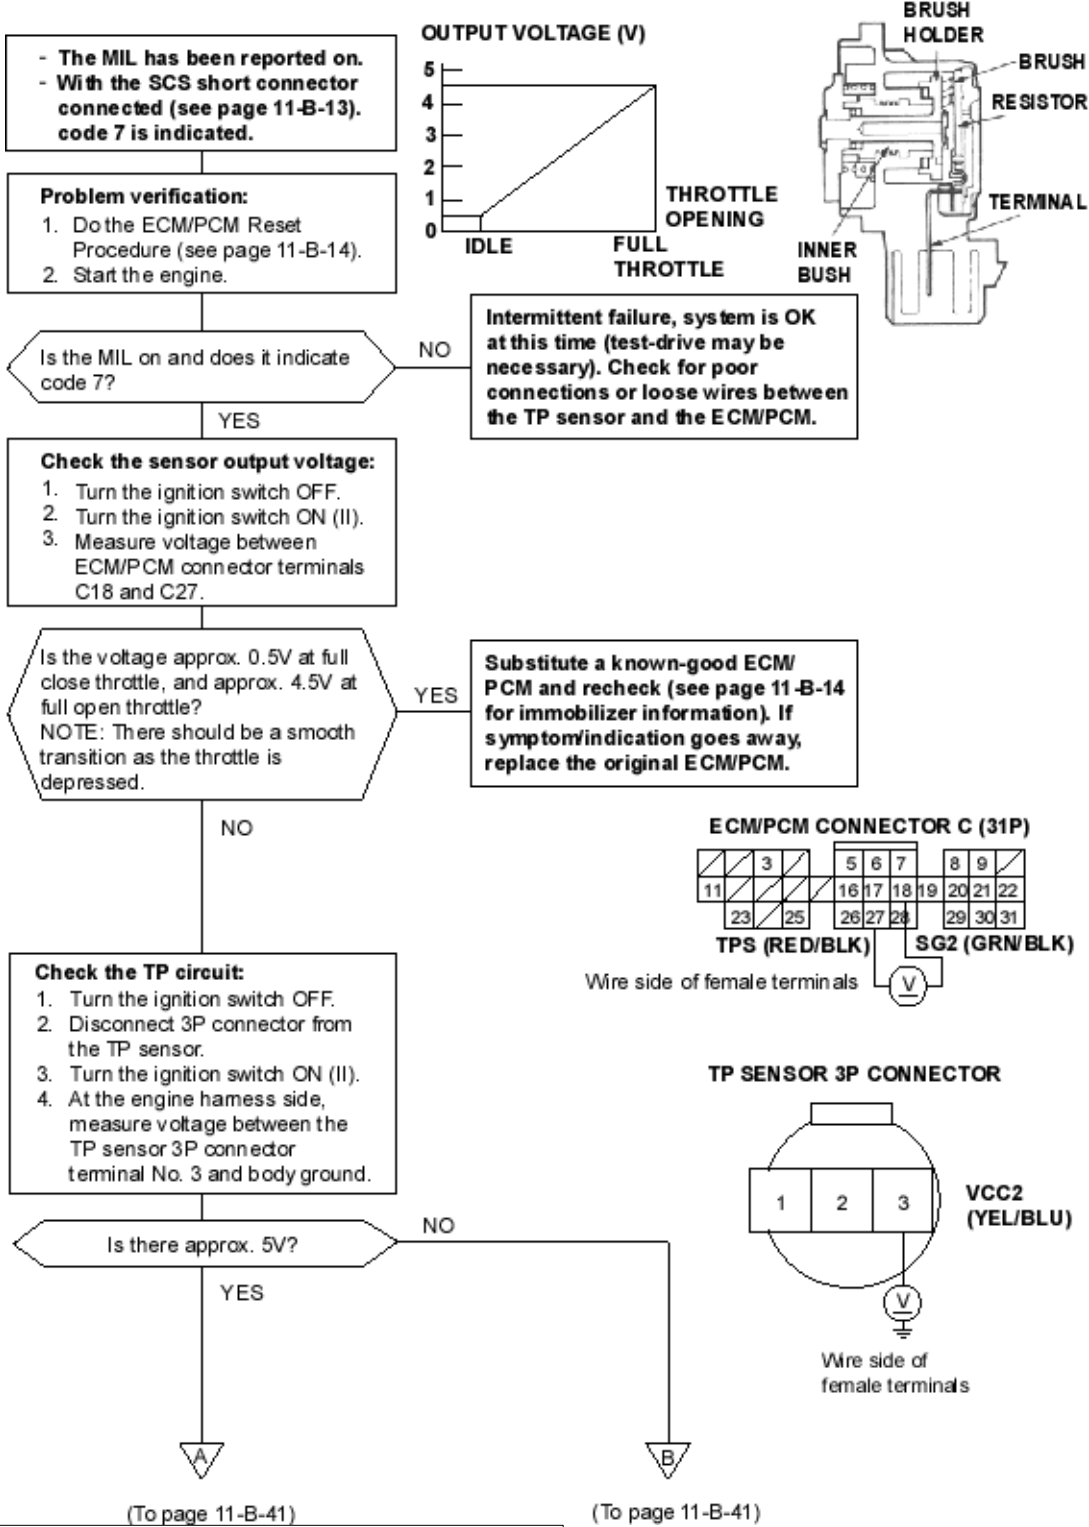 - The MIL has been reported on.
- With the SCS short connector
connected (see page 11-B-13).
code 7 is indicated.
OUTPUT VOLTAGE (V)
5
4
3
2
1
0
IDLE
FULL
THROTTLE
THROTTLE
OPENING
BRUSH
HOLDER
BRUSH
RESISTOR
TERMINAL
INNER
BUSH
Problem verification:
1. Do the ECM/PCM Reset
Procedure (see page 11-B-14).
2. Start the engine.
Is the MIL on and does it indicate
code 7?
NO
Intermittent failure, system is OK
at this time (test-drive may be
necessary). Check for poor
connections or loose wires between
the TP sensor and the ECM/PCM.
YES
Check the sensor output voltage:
1. Turn the ignition switch OFF.
2. Turn the ignition switch ON (II).
3. Measure voltage between
ECM/PCM connector terminals
C18 and C27.
Is the voltage approx. 0.5V at full
close throttle, and approx. 4.5V at
full open throttle?
NOTE: There should be a smooth
transition as the throttle is
depressed.
YES
Substitute a known-good ECM/
PCM and recheck (see page 11-B-14
for immobilizer information). If
symptom/indication goes away,
replace the original ECM/PCM.
NO
ECM/PCM CONNECTOR C (31P)
3 5 6 7 8 9
11 16 17 18 19 20 21 22
23 25 26 27 28 29 30 31
TPS (RED/BLK) SG2 (GRN/BLK)
Wire side of female terminals
V
Check the TP circuit:
1. Turn the ignition switch OFF.
2. Disconnect 3P connector from
the TP sensor.
3. Turn the ignition switch ON (II).
4. At the engine harness side,
measure voltage between the
TP sensor 3P connector
terminal No. 3 and body ground.
TP SENSOR 3P CONNECTOR
1 2 3
VCC2
(YEL/BLU)
V
Wire side of
female terminals
Is there approx. 5V?
NO
YES
A
B
(To page 11-B-41)
(To page 11-B-41)